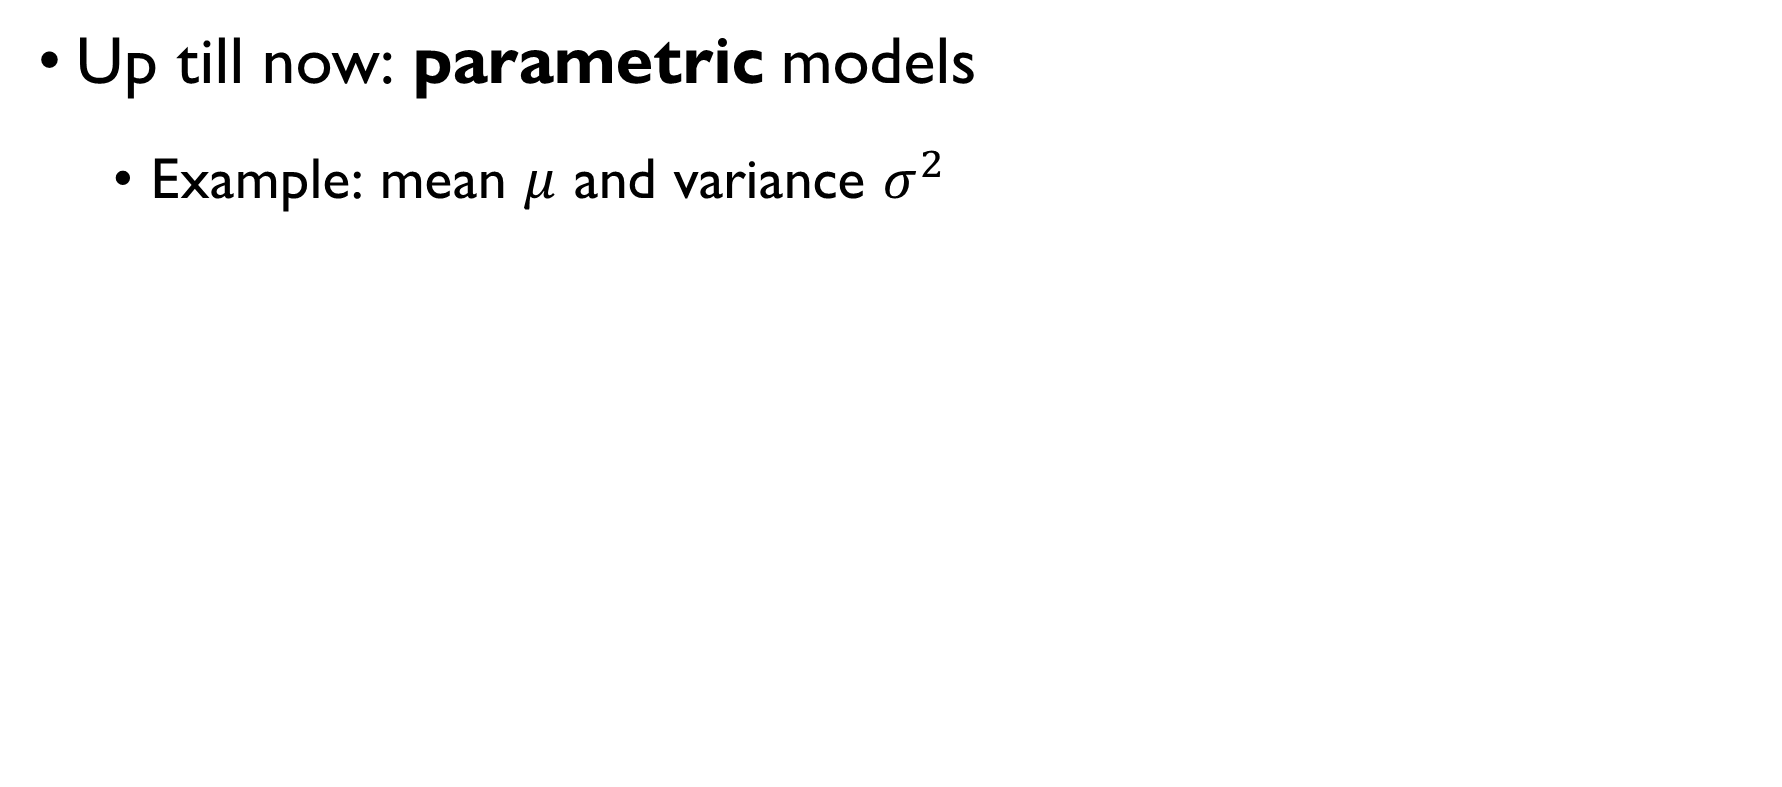 • Up till now: parametric models
• Example: mean μ and variance σ²